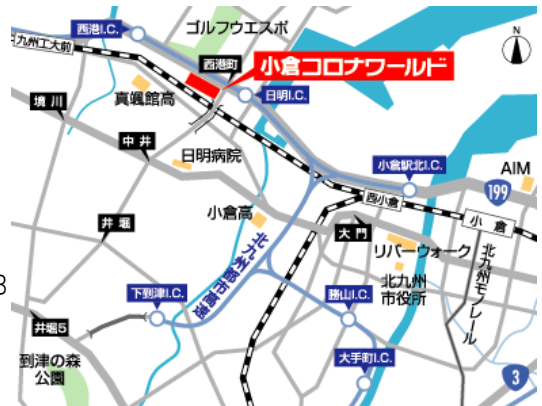 西港I.C.
ゴルフウエスポ
九州工大前
西港町
小倉コロナワールド
N
真颯館高
日明I.C.
境川
中井
日明病院
小倉駅北I.C.
AIM
199
西小倉
小倉
小倉高
大門
井堀
リバーウォーク
北九州都市高速
北九州
市役所
北九州モノレール
下到津I.C.
勝山I.C.
井堀5
到津の森
公園
大手町I.C.
3